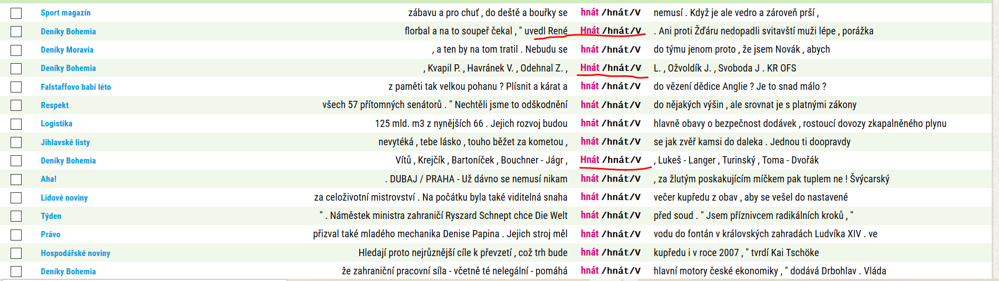 Sport magazín zábavu a pro chuť , do deště a bouřky se hnát /hnát/V nemusí . Když je ale vedro a zároveň prší ,
Deníky Bohemia florbal a na to soupeř čekal , " uvedl René Hnát /hnát/V . Ani proti Žďáru nedopadli svitavští muži lépe , porážka
Deníky Moravia , a ten by na tom tratil . Nebudu se hnát /hnát/V do týmu jenom proto , že jsem Novák , abych
Deníky Bohemia , Kvapil P. , Havránek V. , Odehnal Z. , Hnát /hnát/V L. , Ožvoldík J. , Svoboda J . KR OFS
Falstaffovo babí léto z paměti tak velkou pohanu ? Plísnit a kárat a hnát /hnát/V do vězení dědice Anglie ? Je to snad málo ?
Respekt všech 57 přítomných senátorů . " Nechtěli jsme to odškodnění hnát /hnát/V do nějakých výšin , ale srovnat je s platnými zákony
Logistika 125 mld. m3 z nynějších 66 . Jejich rozvoj budou hnát /hnát/V hlavně obavy o bezpečnost dodávek , rostoucí dovozy zkapalněného plynu
Jihlavské listy nevytéká , tebe lásko , touho běžet za kometou , hnát /hnát/V se jak zvěř kamsi do daleka . Jednou ti doopravdy
Deníky Bohemia Vítů , Krejčík , Bartoníček , Bouchner - Jágr , Hnát /hnát/V , Lukeš - Langer , Turinský , Toma - Dvořák
Aha! . DUBAJ / PRAHA - Už dávno se nemusí nikam hnát /hnát/V , za žlutým poskakujícím míčkem pak tuplem ne ! Švýcarský
Lidové noviny za celoživotní mistrovství . Na počátku byla také viditelná snaha hnát /hnát/V večer kupředu z obav , aby se vešel do nastavené
Týden " . Náměstek ministra zahraničí Ryszard Schnept chce Die Welt hnát /hnát/V před soud . " Jsem příznivcem radikálních kroků , "
Právo přizval také mladého mechanika Denise Papina . Jejich stroj měl hnát /hnát/V vodu do fontán v královských zahradách Ludvíka XIV . ve
Hospodářské noviny Hledají proto nejrůznější cíle k převzetí , což trh bude hnát /hnát/V kupředu i v roce 2007 , " tvrdí Kai Tschöke
Deníky Bohemia že zahraniční pracovní síla - včetně té nelegální - pomáhá hnát /hnát/V hlavní motory české ekonomiky , " dodává Drbohlav . Vláda